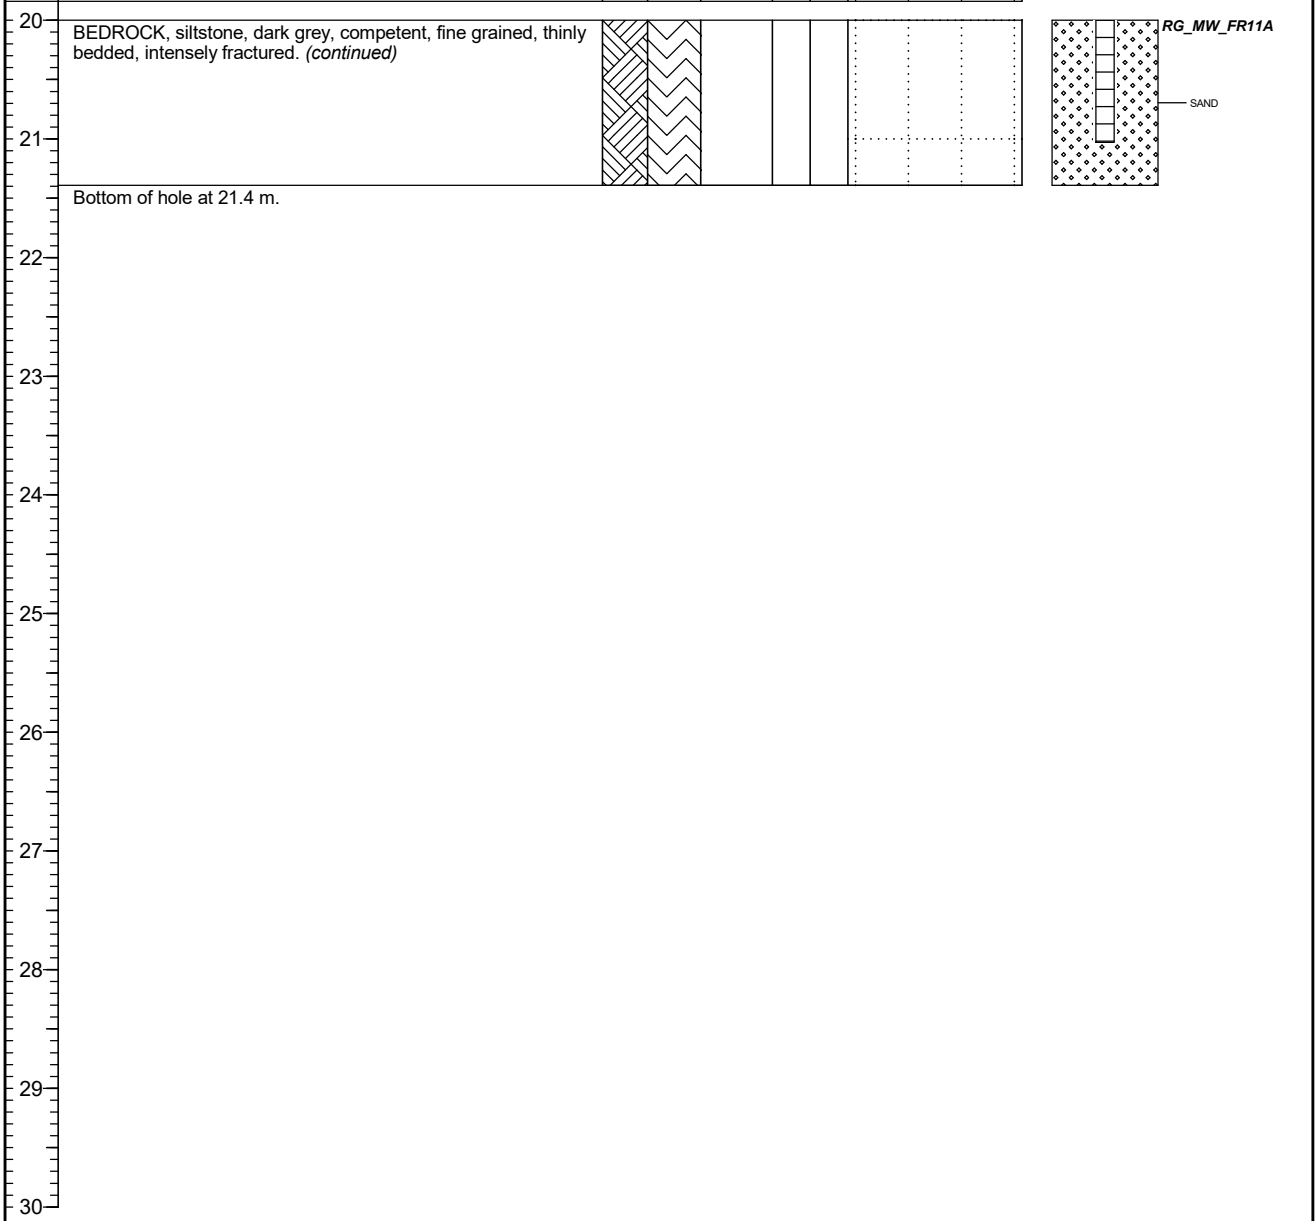 20
BEDROCK, siltstone, dark grey, competent, fine grained, thinly
bedded, intensely fractured. (continued)
RG_MW_FR11A
SAND
21
Bottom of hole at 21.4 m.
22
23
24
25
26
27
28
29
30